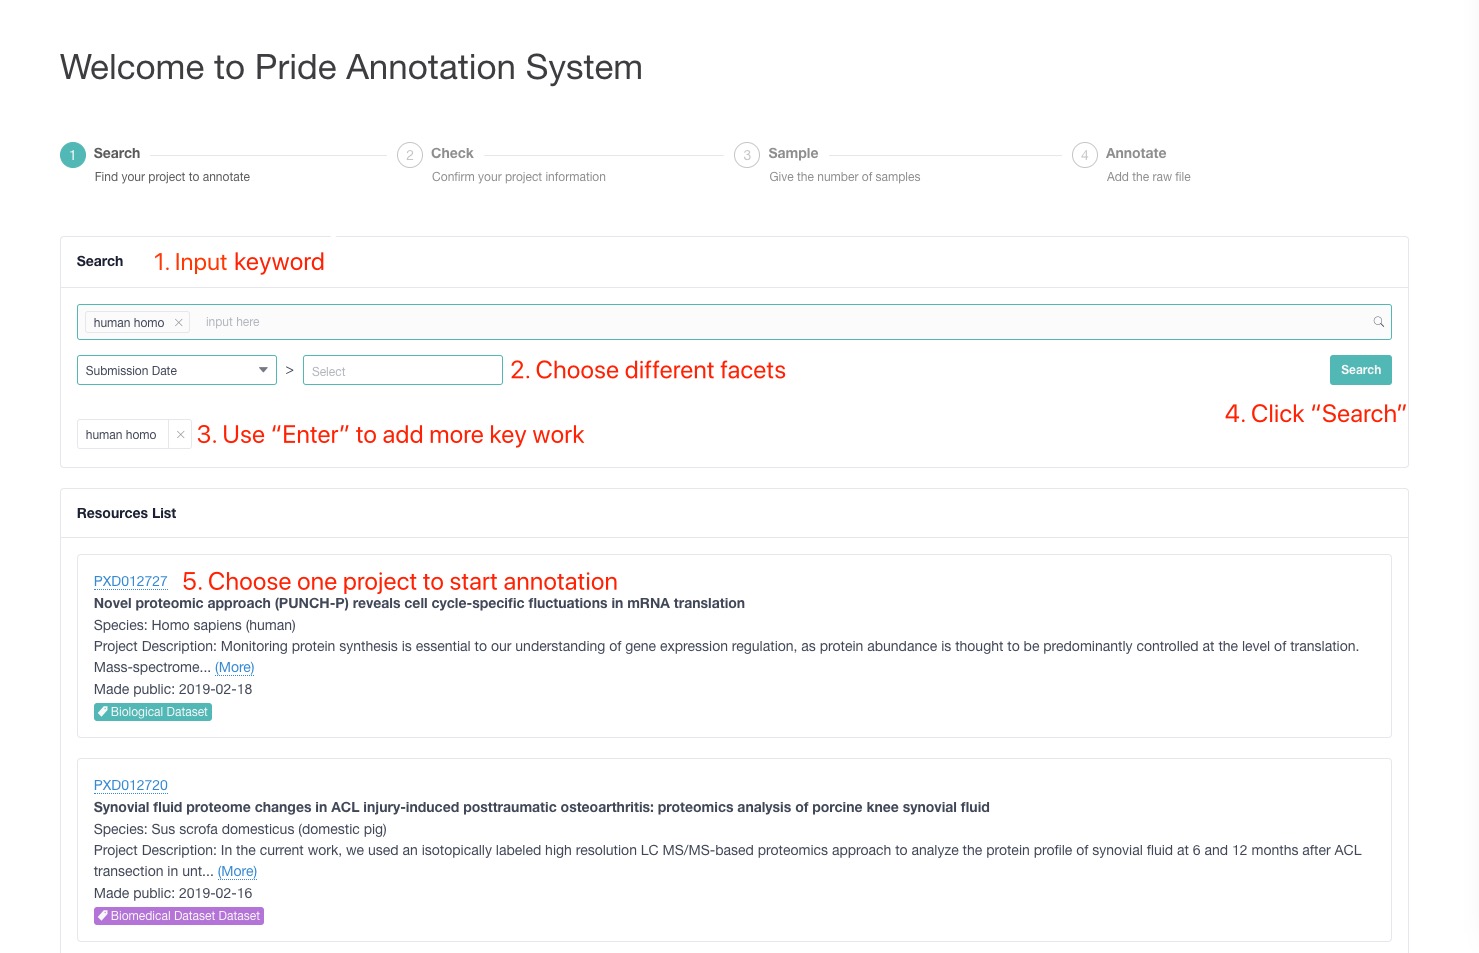 Welcome to Pride Annotation System
1 Search
Find your project to annotate
2 Check
Confirm your project information
3 Sample
Give the number of samples
4 Annotate
Add the raw file
Search 1. Input keyword
human homo × input here
Submission Date > Select 2. Choose different facets Search
4. Click “Search”
human homo × 3. Use “Enter” to add more key work
Resources List
PXD012727 5. Choose one project to start annotation
Novel proteomic approach (PUNCH-P) reveals cell cycle-specific fluctuations in mRNA translation
Species: Homo sapiens (human)
Project Description: Monitoring protein synthesis is essential to our understanding of gene expression regulation, as protein abundance is thought to be predominantly controlled at the level of translation.
Mass-spectrome... (More)
Made public: 2019-02-18
Biological Dataset
PXD012720
Synovial fluid proteome changes in ACL injury-induced posttraumatic osteoarthritis: proteomics analysis of porcine knee synovial fluid
Species: Sus scrofa domesticus (domestic pig)
Project Description: In the current work, we used an isotopically labeled high resolution LC MS/MS-based proteomics approach to analyze the protein profile of synovial fluid at 6 and 12 months after ACL
transection in unt... (More)
Made public: 2019-02-16
Biomedical Dataset Dataset